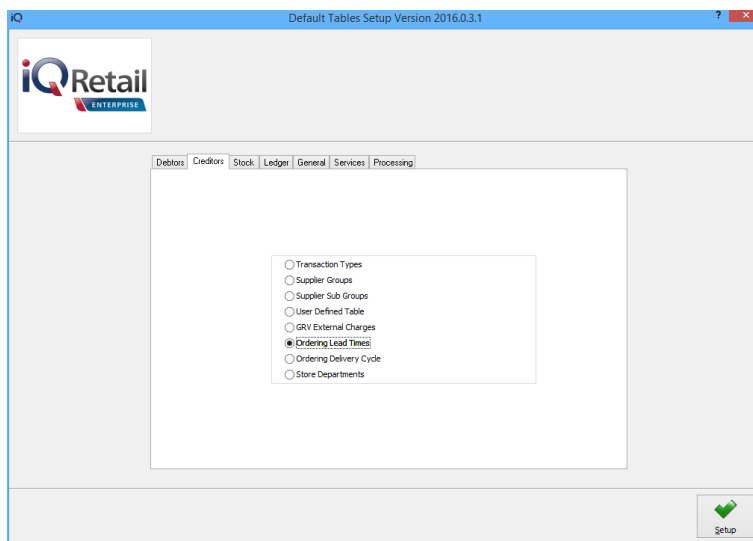 iQ Default Tables Setup Version 2016.0.3.1 ? ×
iQRetail
ENTERPRISE
Debtors Creditors Stock Ledger General Services Processing
Transaction Types
Supplier Groups
Supplier Sub Groups
User Defined Table
GRV External Charges
Ordering Lead Times
Ordering Delivery Cycle
Store Departments
Setup